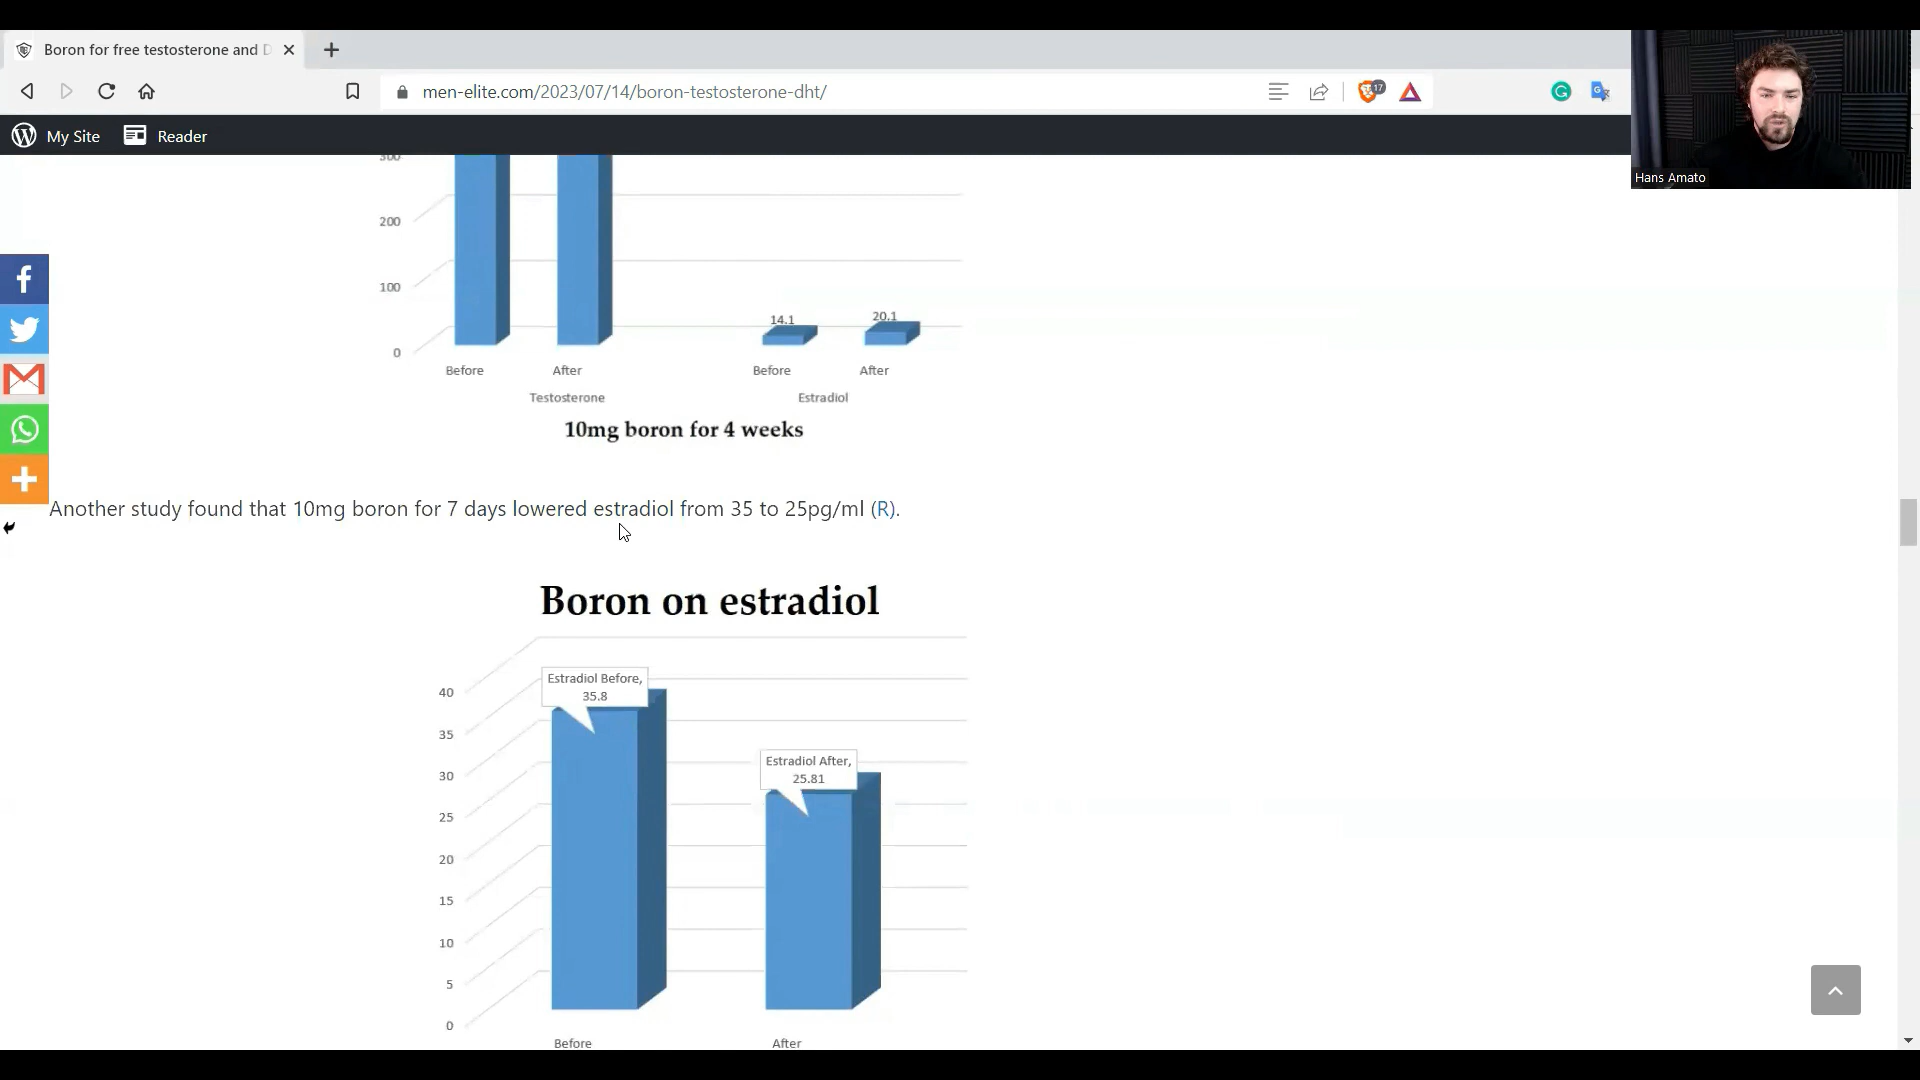 Boron for free testosterone and D
men-elite.com/2023/07/14/boron-testosterone-dht/
17
My Site
Reader
Hans Amato
300
200
100
0
14.1
20.1
Before
After
Before
After
Testosterone
Estradiol
10mg boron for 4 weeks
Another study found that 10mg boron for 7 days lowered estradiol from 35 to 25pg/ml (R).
Boron on estradiol
Estradiol Before,
35.8
Estradiol After,
25.81
40
35
30
25
20
15
10
5
0
Before
After